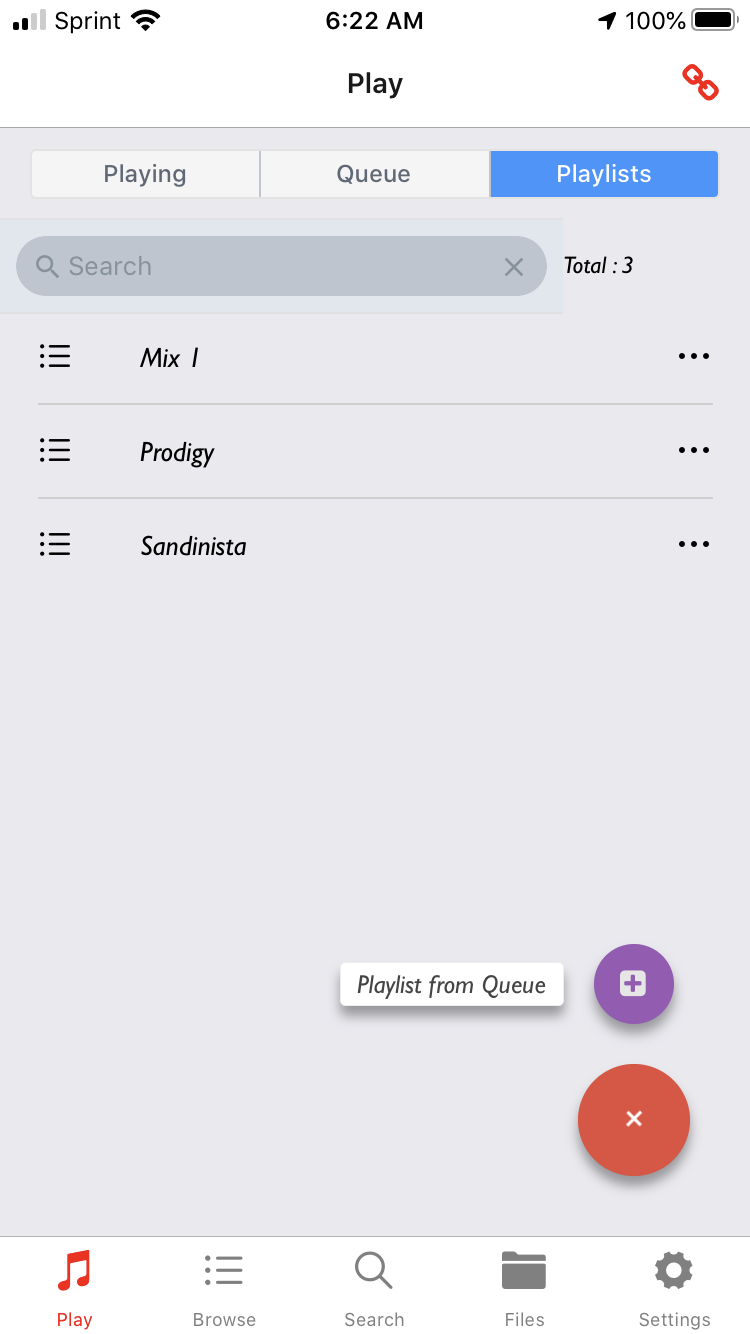 Sprint 6:22 AM 100%
Play
Playing Queue Playlists
Search Total : 3
Mix 1
Prodigy
Sandinista
Playlist from Queue
Play Browse Search Files Settings